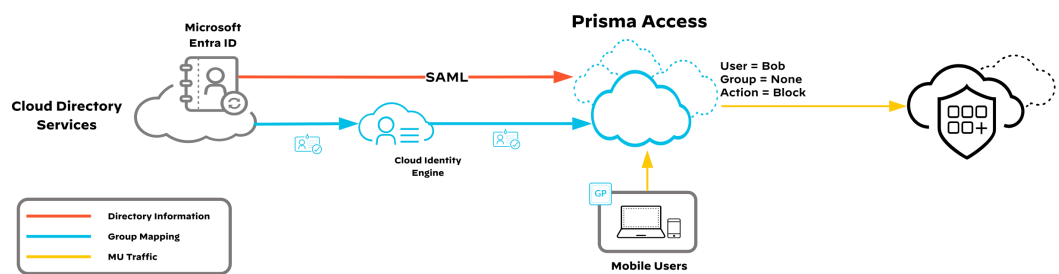 Microsoft
Entra ID
Prisma Access
SAML
User = Bob
Group = None
Action = Block
Cloud Directory
Services
Cloud Identity
Engine
GP
Directory Information
Group Mapping
MU Traffic
Mobile Users